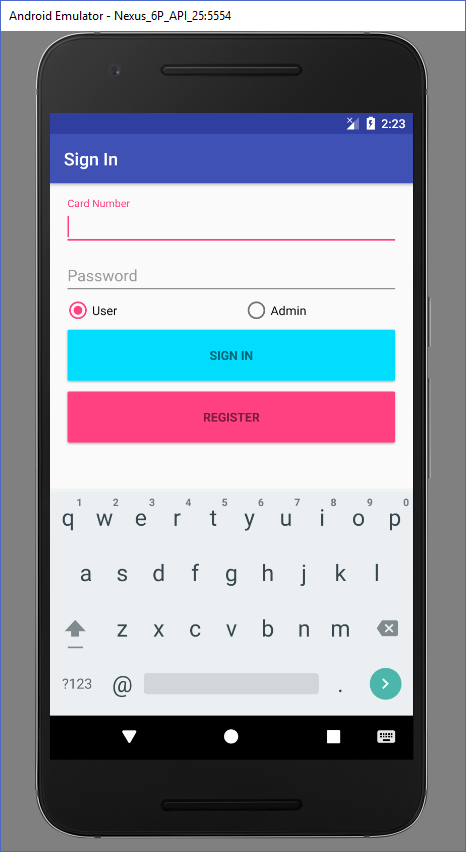 Android Emulator - Nexus_6P_API_25:5554
2:23
Sign In
Card Number
Password
User Admin
SIGN IN
REGISTER
1 2 3 4 5 6 7 8 9 0
q w e r t y u i o p
a s d f g h j k l
z x c v b n m
?123 @ .